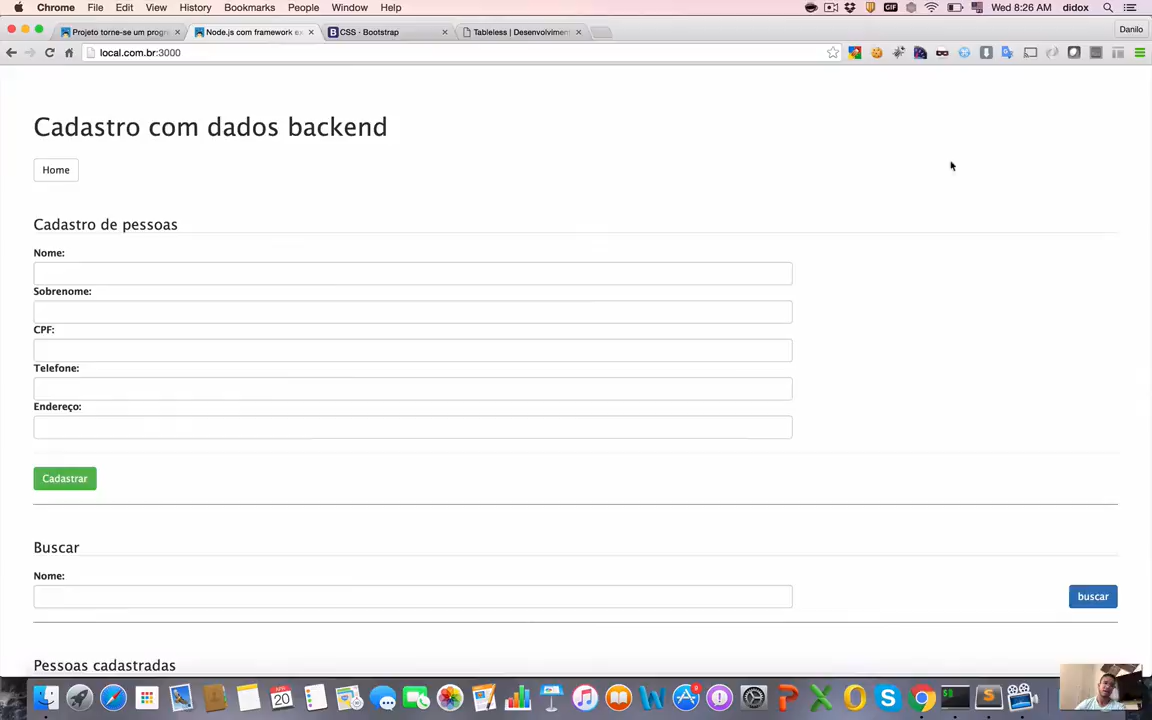 Chrome File Edit View History Bookmarks People Window Help GIF Wed 8:26 AM didox
Projeto torne-se um progr Node.js com framework ex CSS · Bootstrap Tableless | Desenvolvimen Danilo
local.com.br:3000
Cadastro com dados backend
Home
Cadastro de pessoas
Nome:
Sobrenome:
CPF:
Telefone:
Endereço:
Cadastrar
Buscar
Nome:
buscar
Pessoas cadastradas